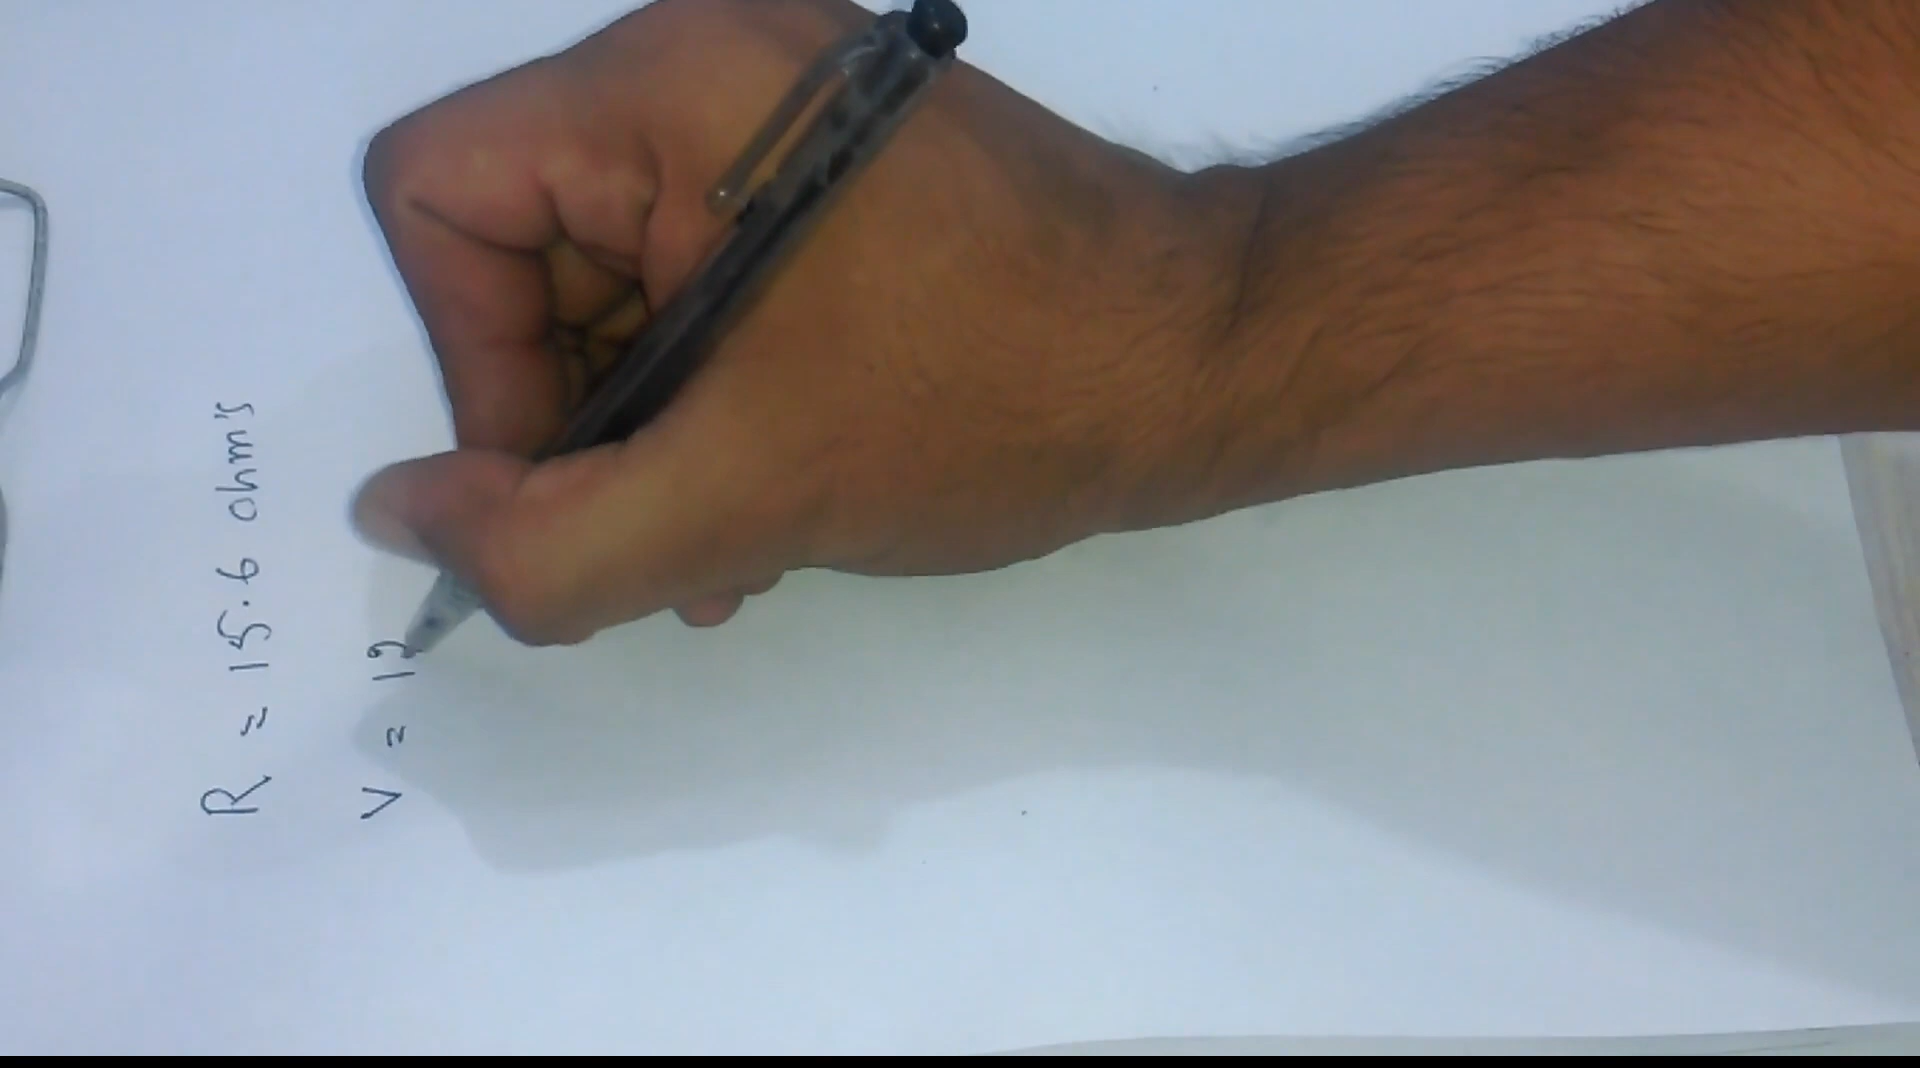 R = 15.6 ohm's
V = 12